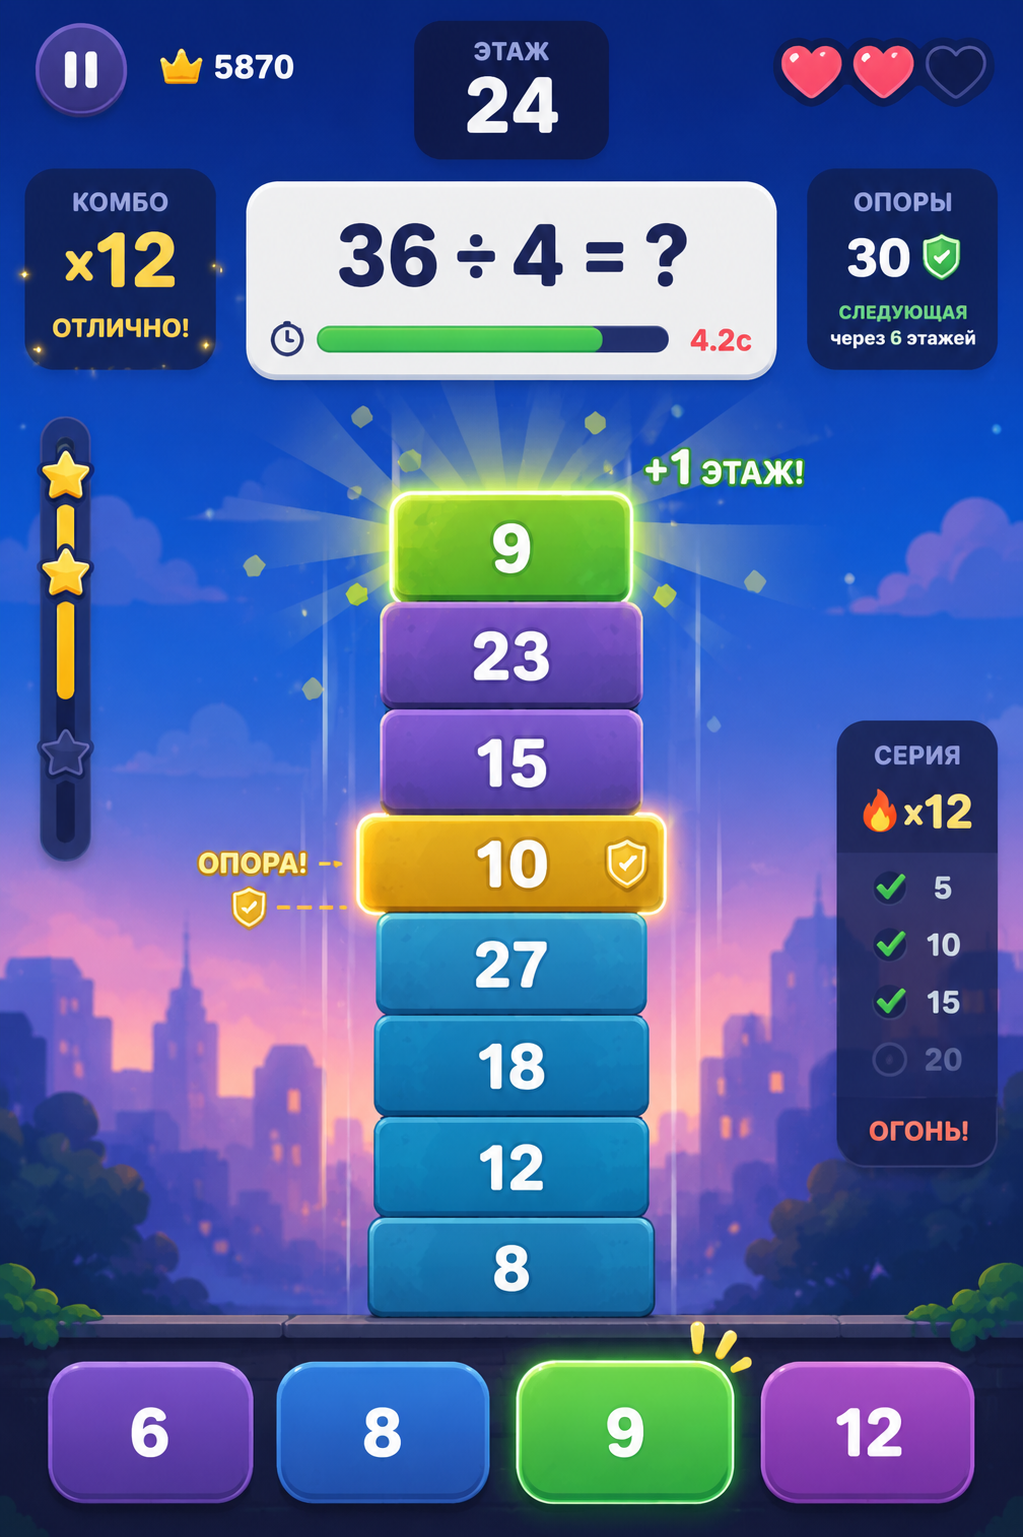 5870
ЭТАЖ
24
КОМБО
x12
ОТЛИЧНО!
36 ÷ 4 = ?
4.2с
ОПОРЫ
30
СЛЕДУЮЩАЯ
через 6 этажей
+1 ЭТАЖ!
9
23
15
ОПОРА!
10
27
18
12
8
СЕРИЯ
x12
5
10
15
20
ОГОНЬ!
6
8
9
12